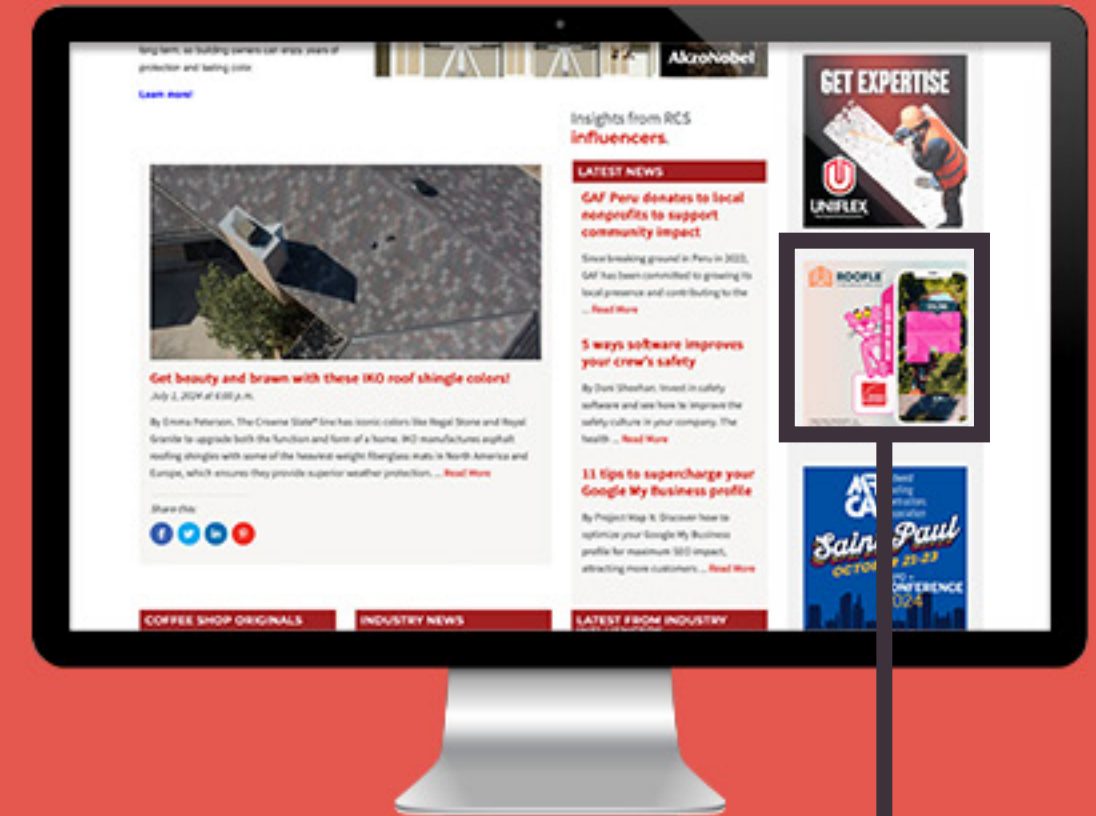 long term, so building owners can enjoy years of
protection and lasting color.
Learn more!
AkzoNobel
Get beauty and brawn with these IKO roof shingle colors!
July 2, 2024 at 6:00 p.m.
By Emma Peterson. The Crowne Slate® line has iconic colors like Regal Stone and Royal
Granite to upgrade both the function and form of a home. IKO manufactures asphalt
roofing shingles with some of the heaviest weight fiberglass mats in North America and
Europe, which ensures they provide superior weather protection. ... Read More
Share this:
COFFEE SHOP ORIGINALS
INDUSTRY NEWS
Insights from RCS
influencers.
LATEST NEWS
GAF Peru donates to local
nonprofits to support
community impact
Since breaking ground in Peru in 2022,
GAF has been committed to growing its
local presence and contributing to the
... Read More
5 ways software improves
your crew's safety
By Dani Sheehan. Invest in safety
software and see how to improve the
safety culture in your company. The
health ... Read More
11 tips to supercharge your
Google My Business profile
By Project Map It. Discover how to
optimize your Google My Business
profile for maximum SEO impact,
attracting more customers ... Read More
LATEST FROM INDUSTRY
GET EXPERTISE
UNIFLEX
ROOFLE
Saint Paul
OCTOBER 21-23
CONFERENCE
2024